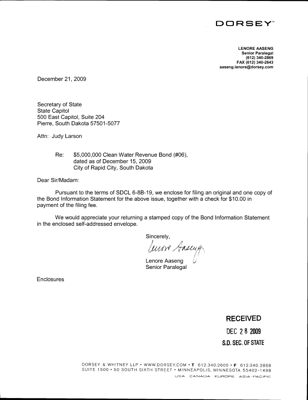 DORSEY
LENORE AASENG
Senior Paralegal
(612) 340-2869
FAX (612) 340-2643
aaseng.lenore@dorsey.com
December 21, 2009
Secretary of State
State Capitol
500 East Capitol, Suite 204
Pierre, South Dakota 57501-5077
Attn: Judy Larson
Re: $5,000,000 Clean Water Revenue Bond (#06),
dated as of December 15, 2009
City of Rapid City, South Dakota
Dear Sir/Madam:
Pursuant to the terms of SDCL 6-8B-19, we enclose for filing an original and one copy of
the Bond Information Statement for the above issue, together with a check for $10.00 in
payment of the filing fee.
We would appreciate your returning a stamped copy of the Bond Information Statement
in the enclosed self-addressed envelope.
Sincerely,
Lenore Aaseng
Lenore Aaseng
Senior Paralegal
Enclosures
RECEIVED
DEC 28 2009
S.D. SEC. OF STATE
DORSEY & WHITNEY LLP • WWW.DORSEY.COM • T 612.340.2600 • F 612.340.2868
SUITE 1500 • 50 SOUTH SIXTH STREET • MINNEAPOLIS, MINNESOTA 55402-1498
USA CANADA EUROPE ASIA-PACIFIC